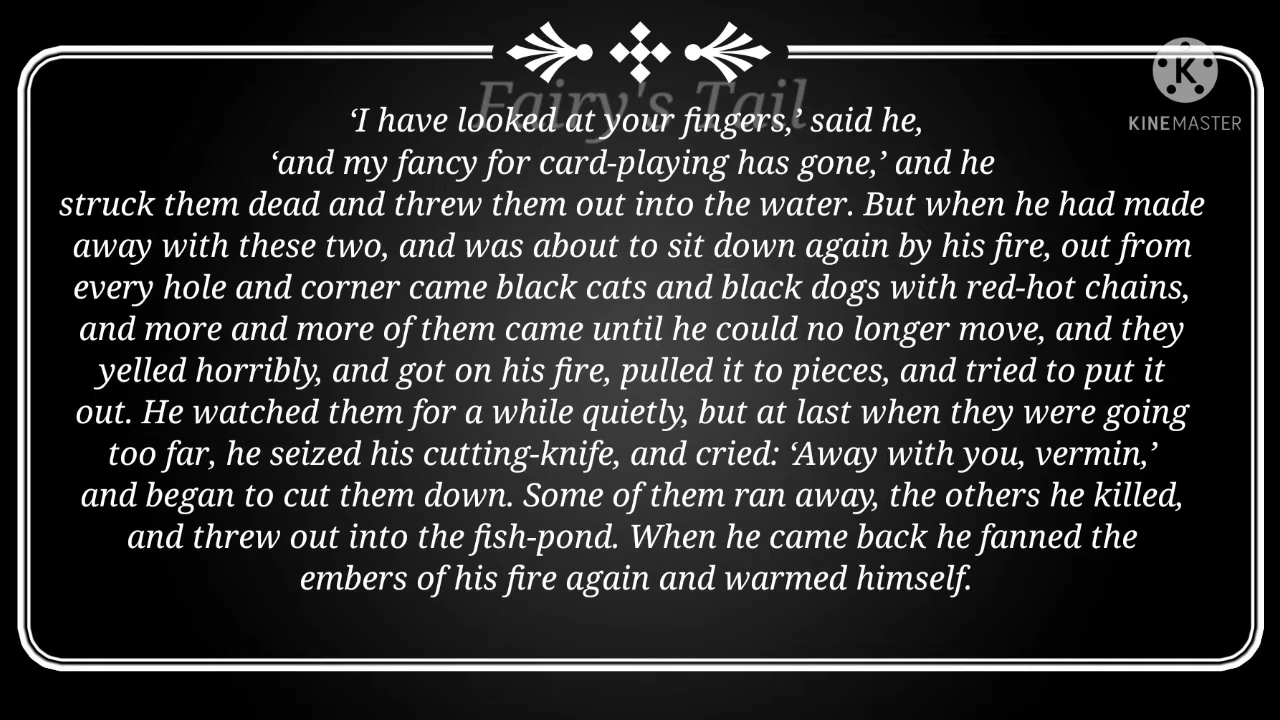 Fairy's Tail
K
KINEMASTER
‘I have looked at your fingers,’ said he,
‘and my fancy for card-playing has gone,’ and he
struck them dead and threw them out into the water. But when he had made
away with these two, and was about to sit down again by his fire, out from
every hole and corner came black cats and black dogs with red-hot chains,
and more and more of them came until he could no longer move, and they
yelled horribly, and got on his fire, pulled it to pieces, and tried to put it
out. He watched them for a while quietly, but at last when they were going
too far, he seized his cutting-knife, and cried: ‘Away with you, vermin,’
and began to cut them down. Some of them ran away, the others he killed,
and threw out into the fish-pond. When he came back he fanned the
embers of his fire again and warmed himself.